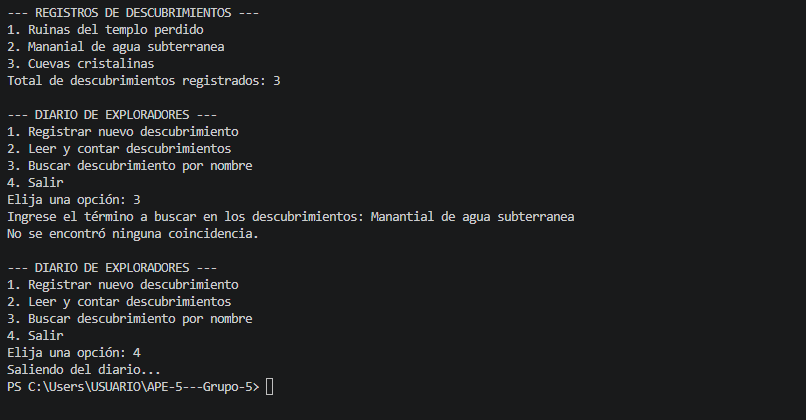 --- REGISTROS DE DESCUBRIMIENTOS ---
1. Ruinas del templo perdido
2. Mananial de agua subterranea
3. Cuevas cristalinas
Total de descubrimientos registrados: 3
--- DIARIO DE EXPLORADORES ---
1. Registrar nuevo descubrimiento
2. Leer y contar descubrimientos
3. Buscar descubrimiento por nombre
4. Salir
Elija una opción: 3
Ingrese el término a buscar en los descubrimientos: Manantial de agua subterranea
No se encontró ninguna coincidencia.
--- DIARIO DE EXPLORADORES ---
1. Registrar nuevo descubrimiento
2. Leer y contar descubrimientos
3. Buscar descubrimiento por nombre
4. Salir
Elija una opción: 4
Saliendo del diario...
PS C:\Users\USUARIO\APE-5---Grupo-5>